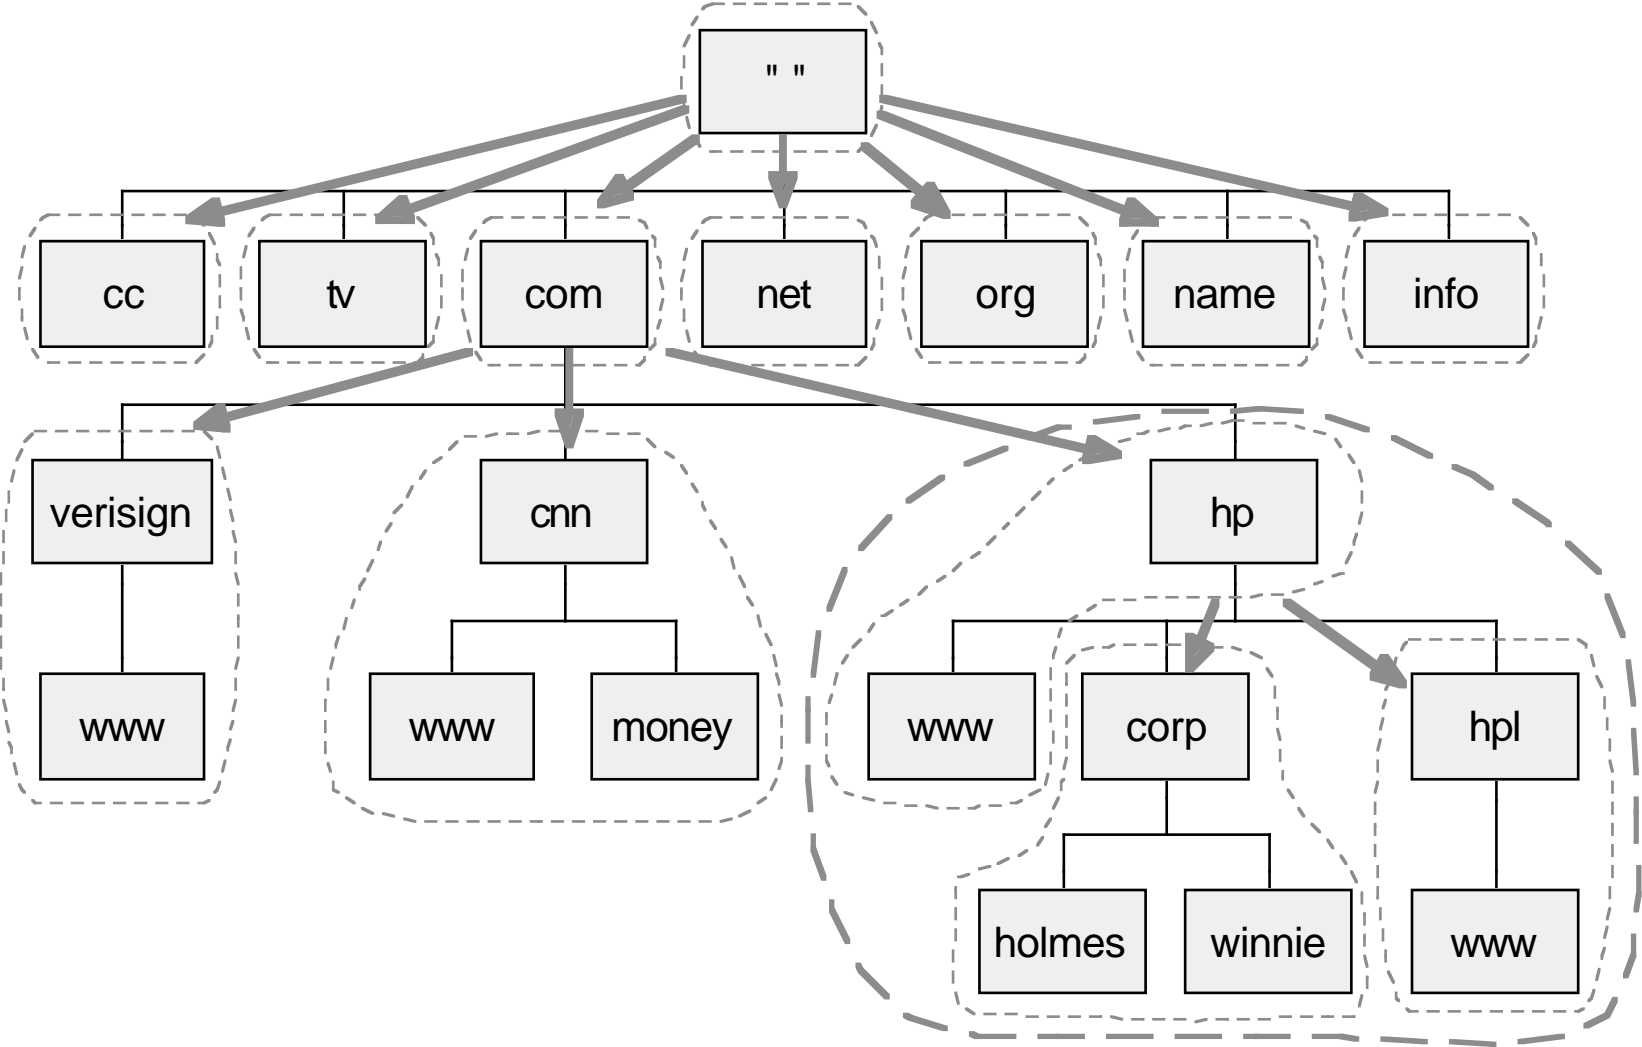 " "
cc tv com net org name info
verisign cnn hp
www www money www corp hpl
holmes winnie www